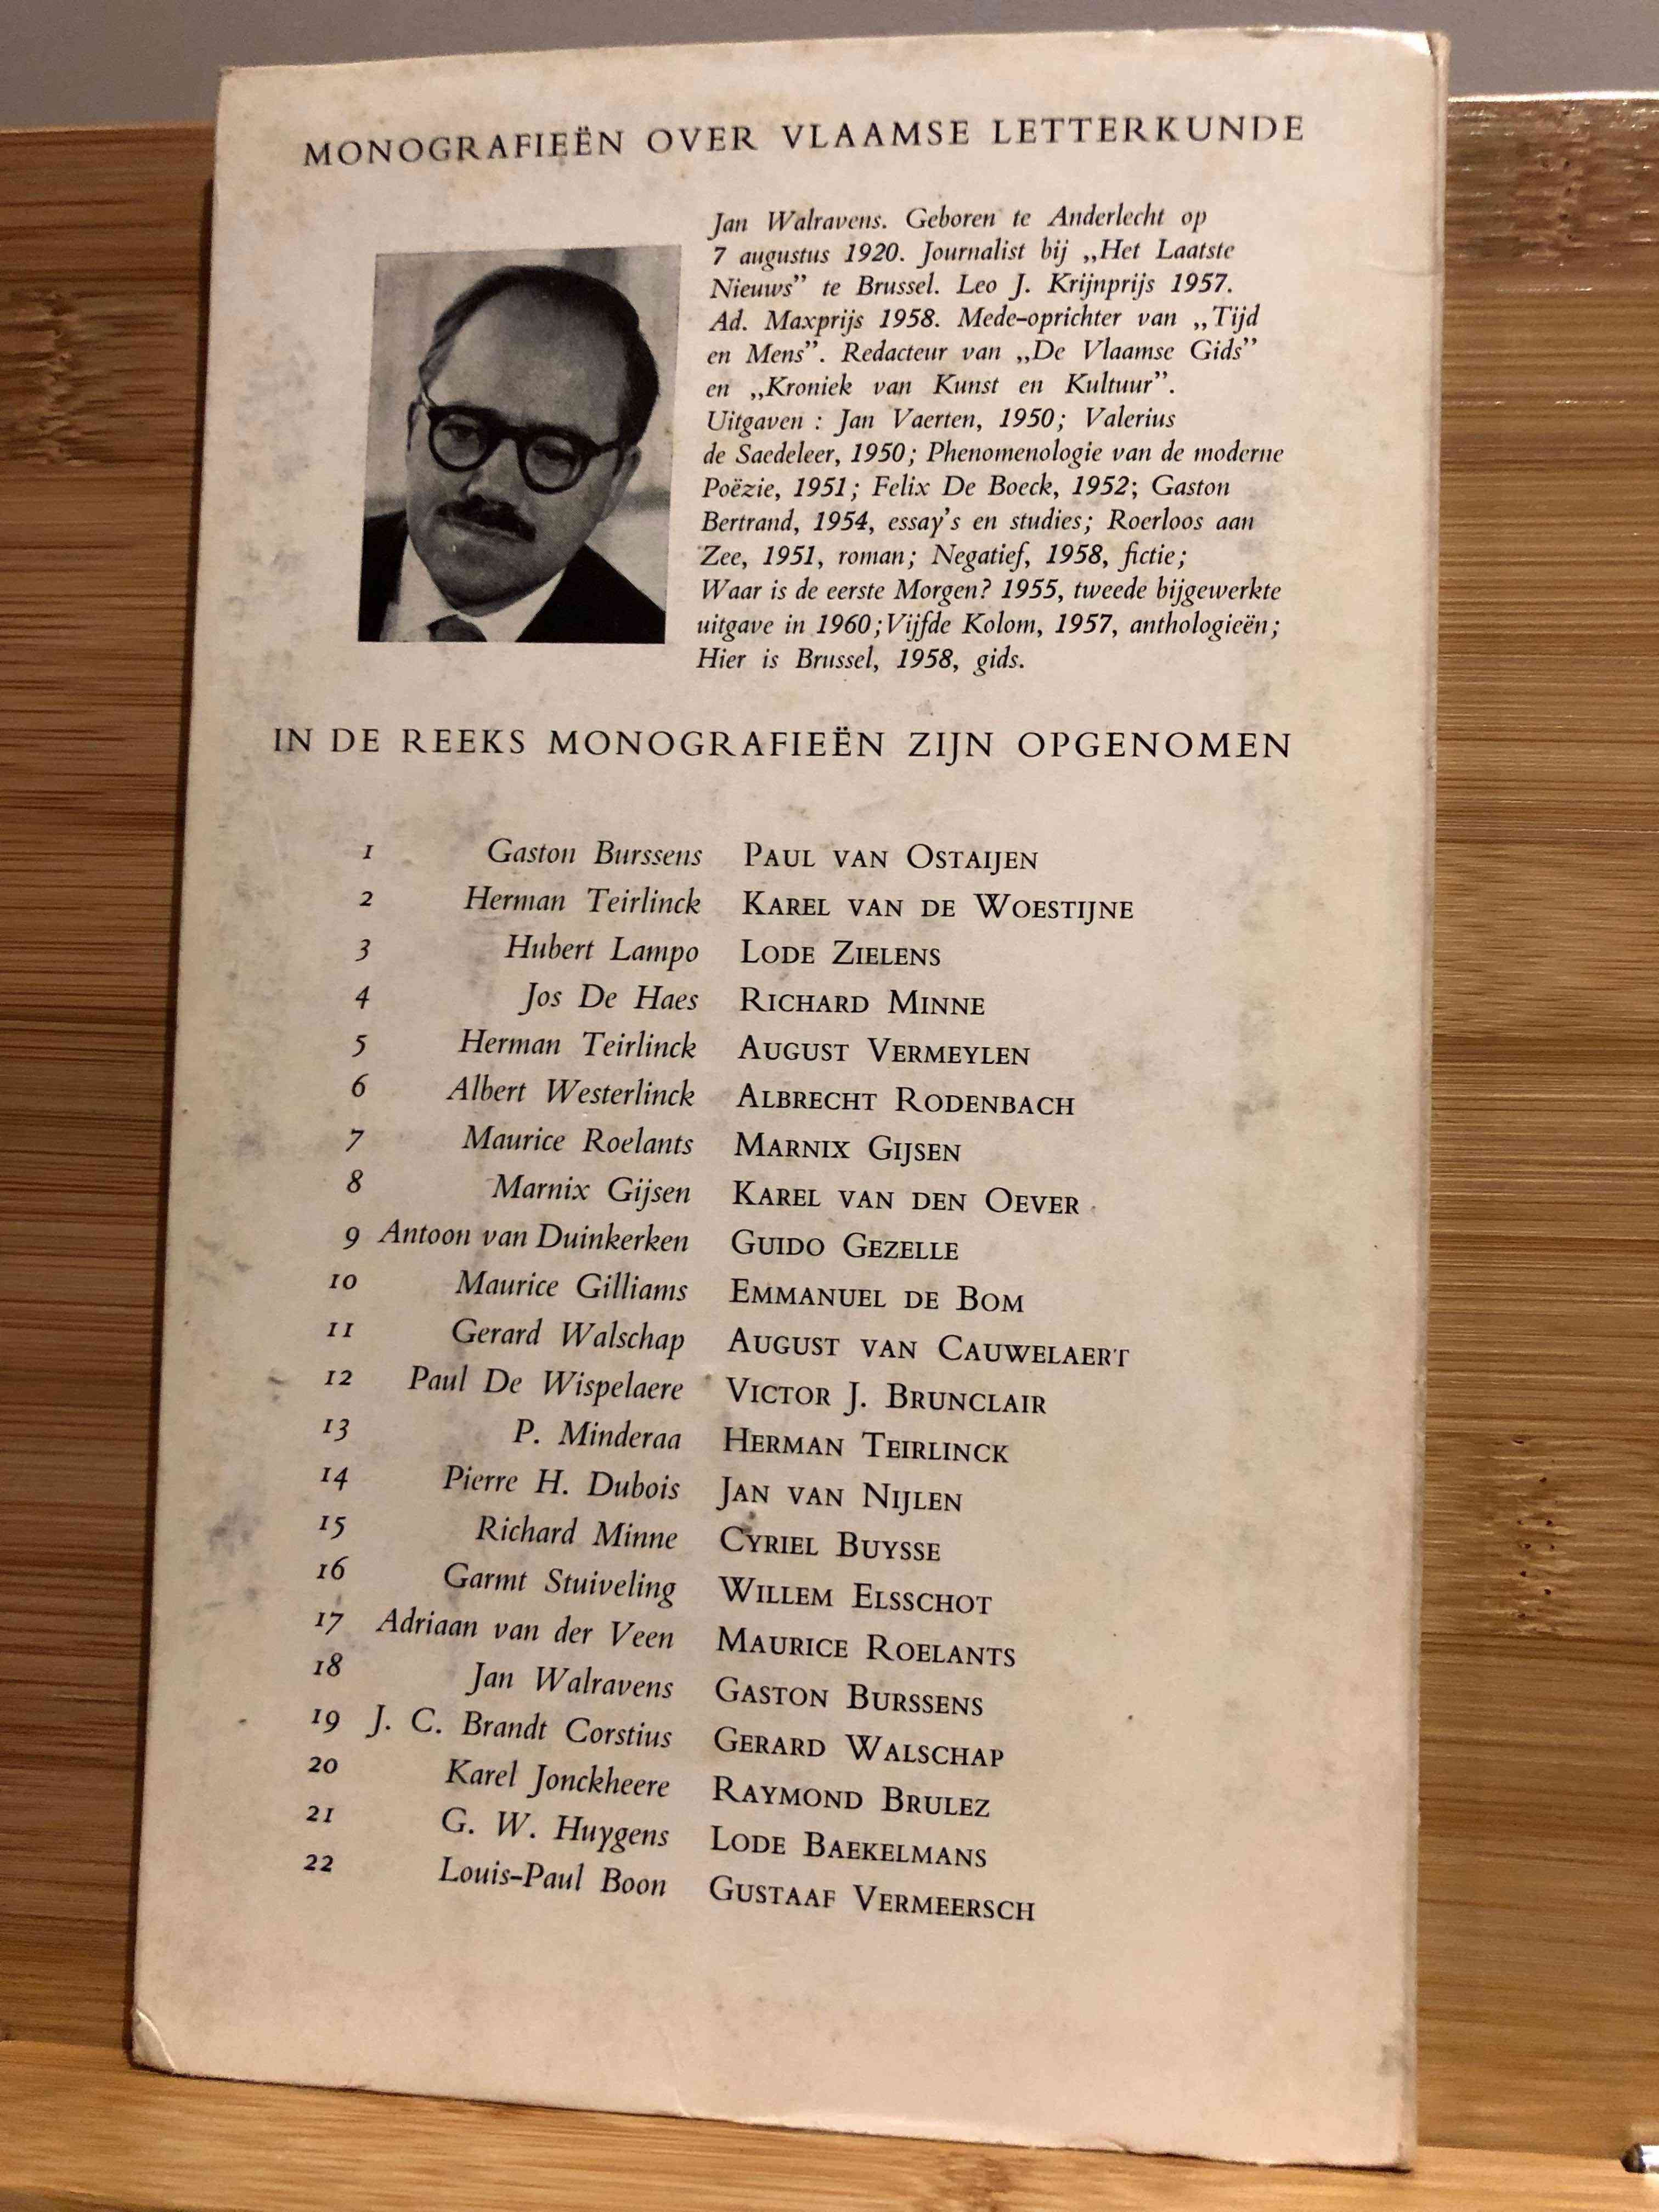 MONOGRAFIEËN OVER VLAAMSE LETTERKUNDE
Jan Walravens. Geboren te Anderlecht op
7 augustus 1920. Journalist bij „Het Laatste
Nieuws” te Brussel. Leo J. Krijnprijs 1957.
Ad. Maxprijs 1958. Mede-oprichter van „Tijd
en Mens”. Redacteur van „De Vlaamse Gids”
en „Kroniek van Kunst en Kultuur”.
Uitgaven : Jan Vaerten, 1950; Valerius
de Saedeleer, 1950; Phenomenologie van de moderne
Poëzie, 1951; Felix De Boeck, 1952; Gaston
Bertrand, 1954, essay’s en studies; Roerloos aan
Zee, 1951, roman; Negatief, 1958, fictie;
Waar is de eerste Morgen? 1955, tweede bijgewerkte
uitgave in 1960; Vijfde Kolom, 1957, anthologieën;
Hier is Brussel, 1958, gids.
IN DE REEKS MONOGRAFIEËN ZIJN OPGENOMEN
1 Gaston Burssens PAUL VAN OSTAIJEN
2 Herman Teirlinck KAREL VAN DE WOESTIJNE
3 Hubert Lampo LODE ZIELENS
4 Jos De Haes RICHARD MINNE
5 Herman Teirlinck AUGUST VERMEYLEN
6 Albert Westerlinck ALBRECHT RODENBACH
7 Maurice Roelants MARNIX GIJSEN
8 Marnix Gijsen KAREL VAN DEN OEVER
9 Antoon van Duinkerken GUIDO GEZELLE
10 Maurice Gilliams EMMANUEL DE BOM
11 Gerard Walschap AUGUST VAN CAUWELAERT
12 Paul De Wispelaere VICTOR J. BRUNCLAIR
13 P. Minderaa HERMAN TEIRLINCK
14 Pierre H. Dubois JAN VAN NIJLEN
15 Richard Minne CYRIEL BUYSSE
16 Garmt Stuiveling WILLEM ELSSCHOT
17 Adriaan van der Veen MAURICE ROELANTS
18 Jan Walravens GASTON BURSSENS
19 J. C. Brandt Corstius GERARD WALSCHAP
20 Karel Jonckheere RAYMOND BRULEZ
21 G. W. Huygens LODE BAEKELMANS
22 Louis-Paul Boon GUSTAAF VERMEERSCH